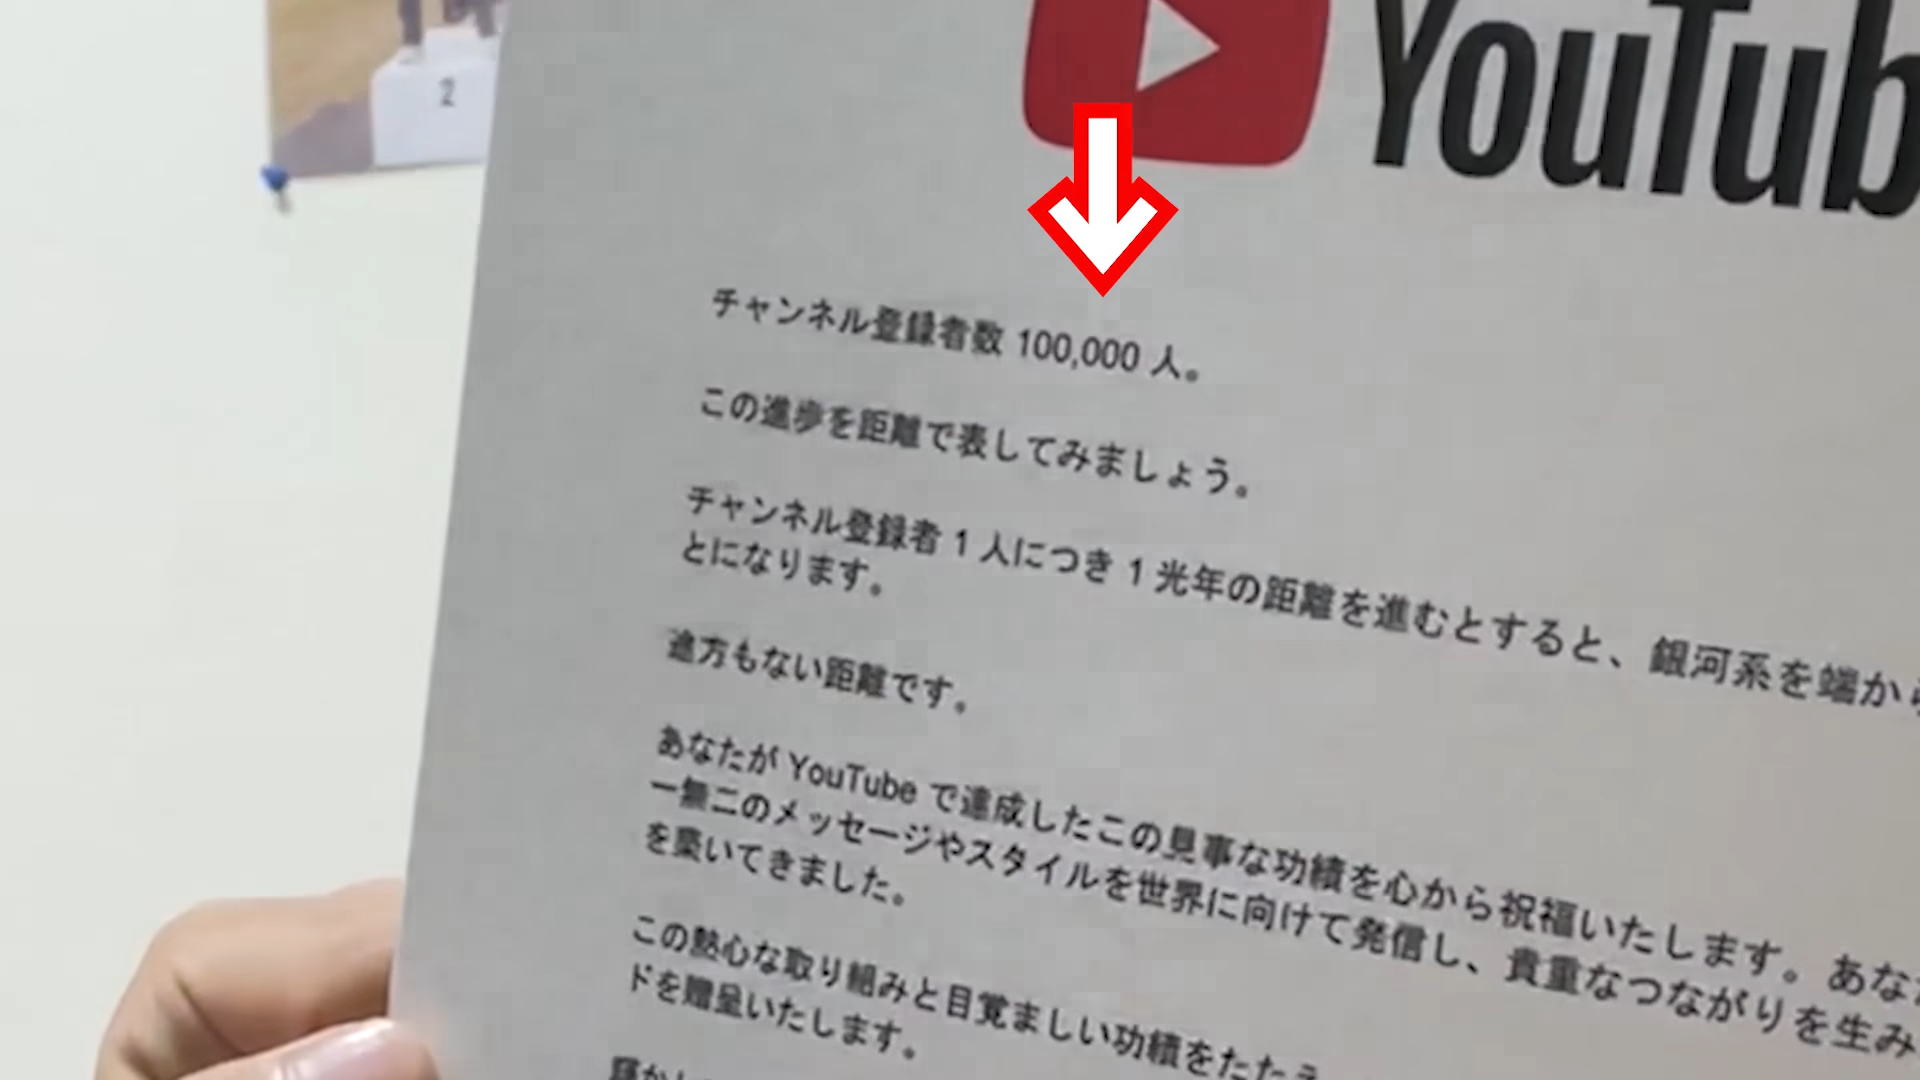 2
YouTub
チャンネル登録者数 100,000 人。
この進歩を距離で表してみましょう。
チャンネル登録者 1 人につき 1 光年の距離を進むとすると、銀河系を端から
とになります。
途方もない距離です。
あなたが YouTube で達成したこの見事な功績を心から祝福いたします。あなた
一無二のメッセージやスタイルを世界に向けて発信し、貴重なつながりを生み
を築いてきました。
この熱心な取り組みと目覚ましい功績をたたえ
ドを贈呈いたします。